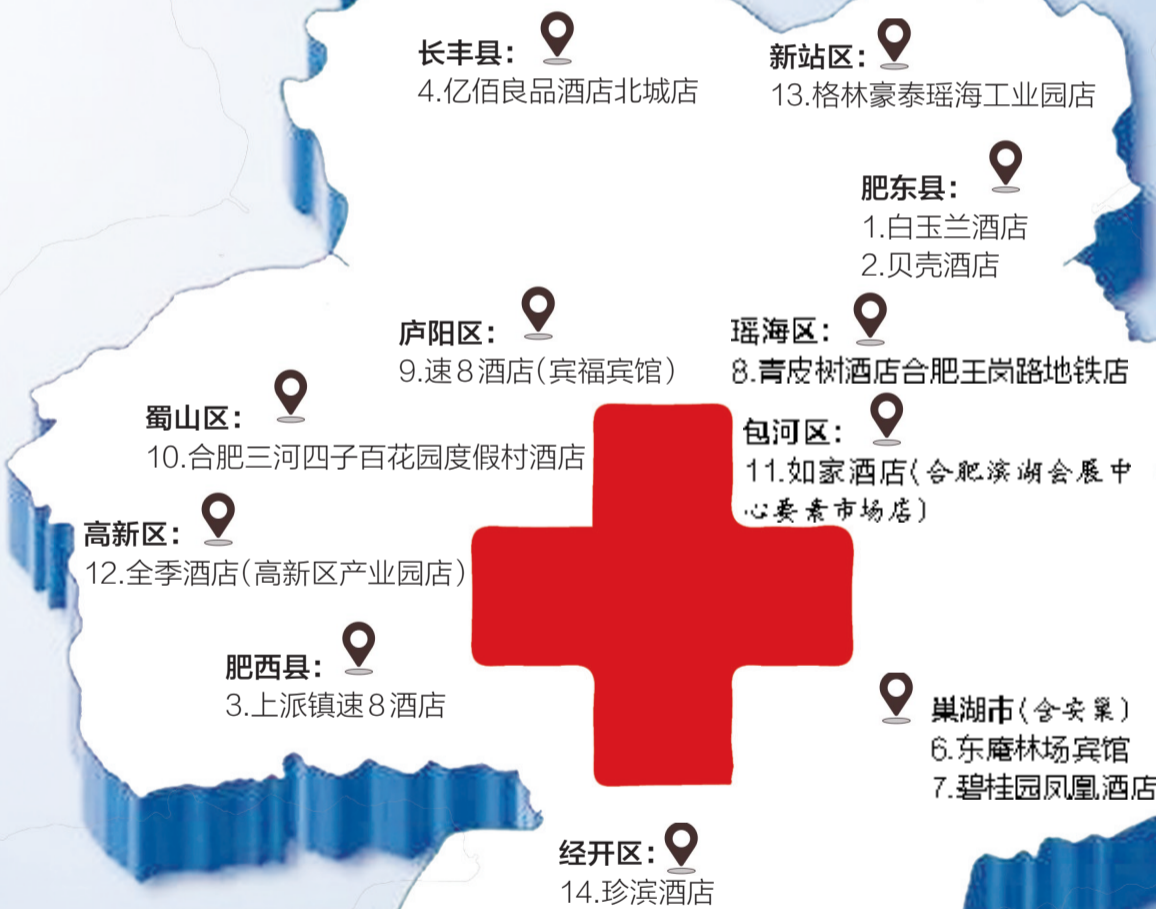 长丰县：
4.亿佰良品酒店北城店
新站区：
13.格林豪泰瑶海工业园店
肥东县：
1.白玉兰酒店
2.贝壳酒店
庐阳区：
9.速8酒店（宾福宾馆）
瑶海区：
8.青皮树酒店合肥王岗路地铁店
蜀山区：
10.合肥三河四子百花园度假村酒店
包河区：
11.如家酒店（合肥滨湖会展中
心要素市场店）
高新区：
12.全季酒店（高新区产业园店）
肥西县：
3.上派镇速8酒店
巢湖市（含安巢）
6.东庵林场宾馆
7.碧桂园凤凰酒店
经开区：
14.珍滨酒店